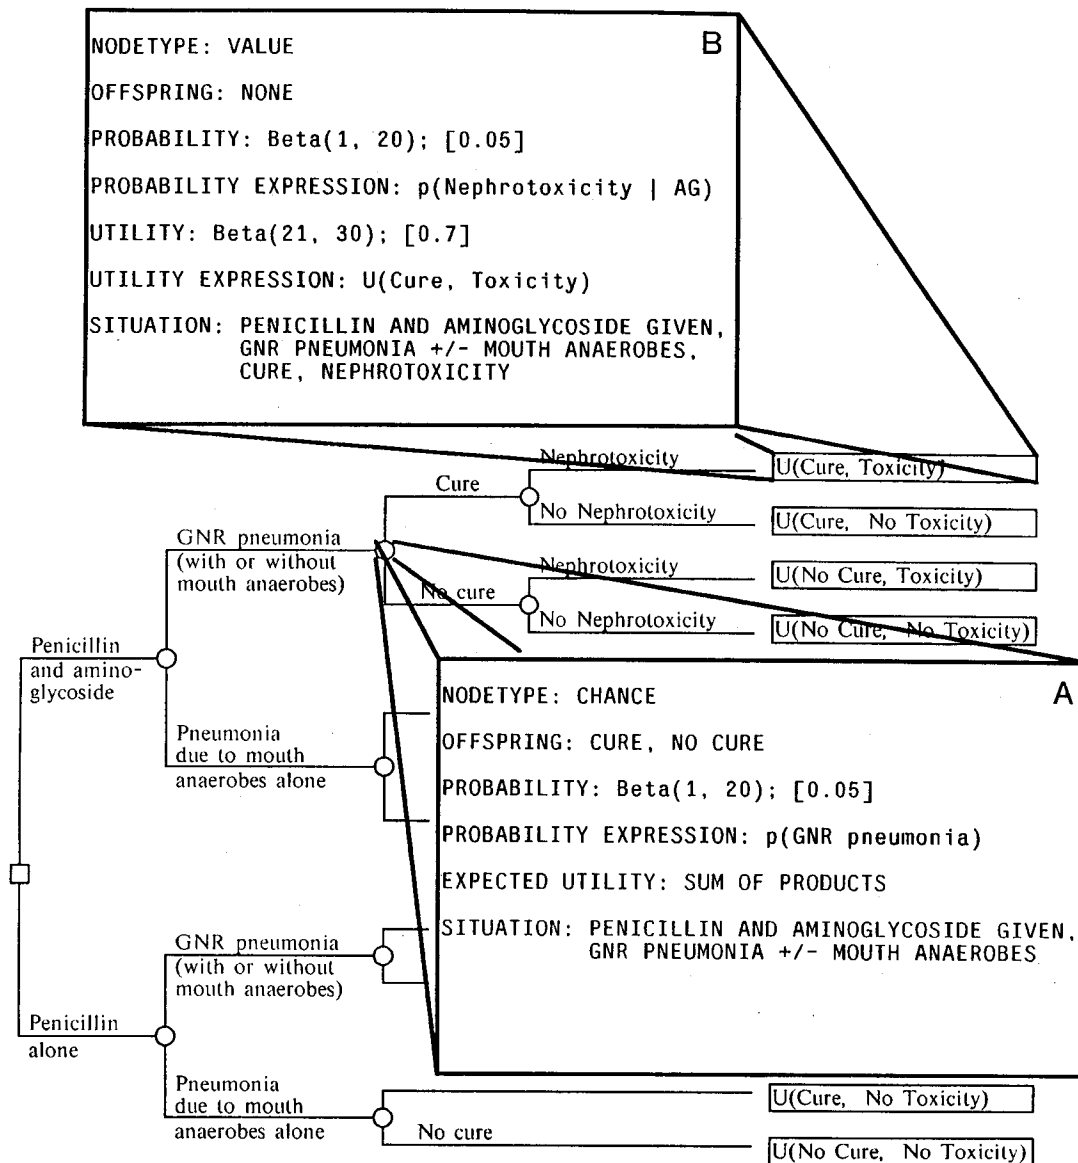 B
NODETYPE: VALUE
OFFSPRING: NONE
PROBABILITY: Beta(1, 20); [0.05]
PROBABILITY EXPRESSION: p(Nephrotoxicity | AG)
UTILITY: Beta(21, 30); [0.7]
UTILITY EXPRESSION: U(Cure, Toxicity)
SITUATION: PENICILLIN AND AMINOGLYCOSIDE GIVEN,
GNR PNEUMONIA +/- MOUTH ANAEROBES,
CURE, NEPHROTOXICITY
Nephrotoxicity
U(Cure, Toxicity)
Cure
No Nephrotoxicity
U(Cure, No Toxicity)
GNR pneumonia
(with or without
mouth anaerobes)
Nephrotoxicity
U(No Cure, Toxicity)
No cure
No Nephrotoxicity
U(No Cure, No Toxicity)
Penicillin
and amino-
glycoside
Pneumonia
due to mouth
anaerobes alone
A
NODETYPE: CHANCE
OFFSPRING: CURE, NO CURE
PROBABILITY: Beta(1, 20); [0.05]
PROBABILITY EXPRESSION: p(GNR pneumonia)
EXPECTED UTILITY: SUM OF PRODUCTS
SITUATION: PENICILLIN AND AMINOGLYCOSIDE GIVEN,
GNR PNEUMONIA +/- MOUTH ANAEROBES
GNR pneumonia
(with or without
mouth anaerobes)
Penicillin
alone
Pneumonia
due to mouth
anaerobes alone
U(Cure, No Toxicity)
No cure
U(No Cure, No Toxicity)